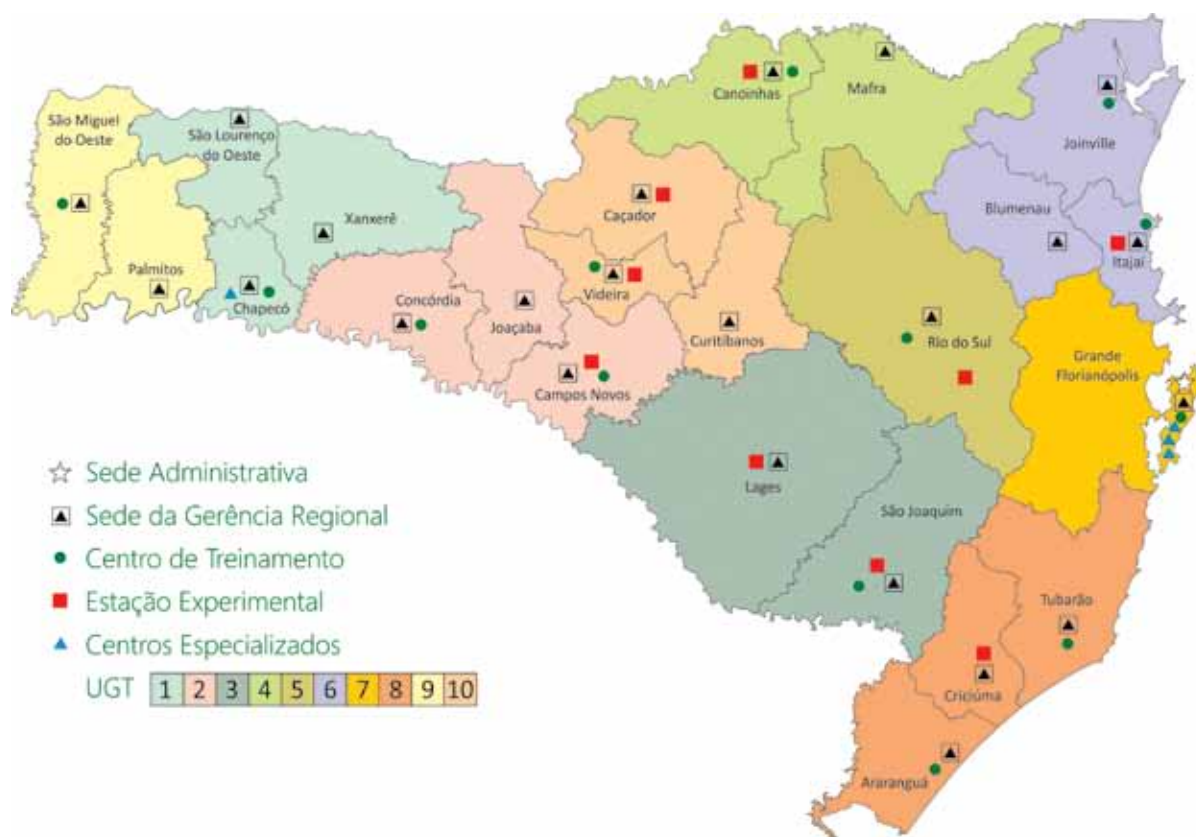 São Miguel
do Oeste
São Lourenço
do Oeste
Canoinhas
Mafra
Joinville
Caçador
Blumenau
Xanxerê
Itajaí
Palmitos
Videira
Chapecó
Concórdia
Joaçaba
Curitibanos
Rio do Sul
Grande
Florianópolis
Campos Novos
Lages
São Joaquim
Tubarão
Criciúma
Araranguá
Sede Administrativa
Sede da Gerência Regional
Centro de Treinamento
Estação Experimental
Centros Especializados
UGT 1 2 3 4 5 6 7 8 9 10